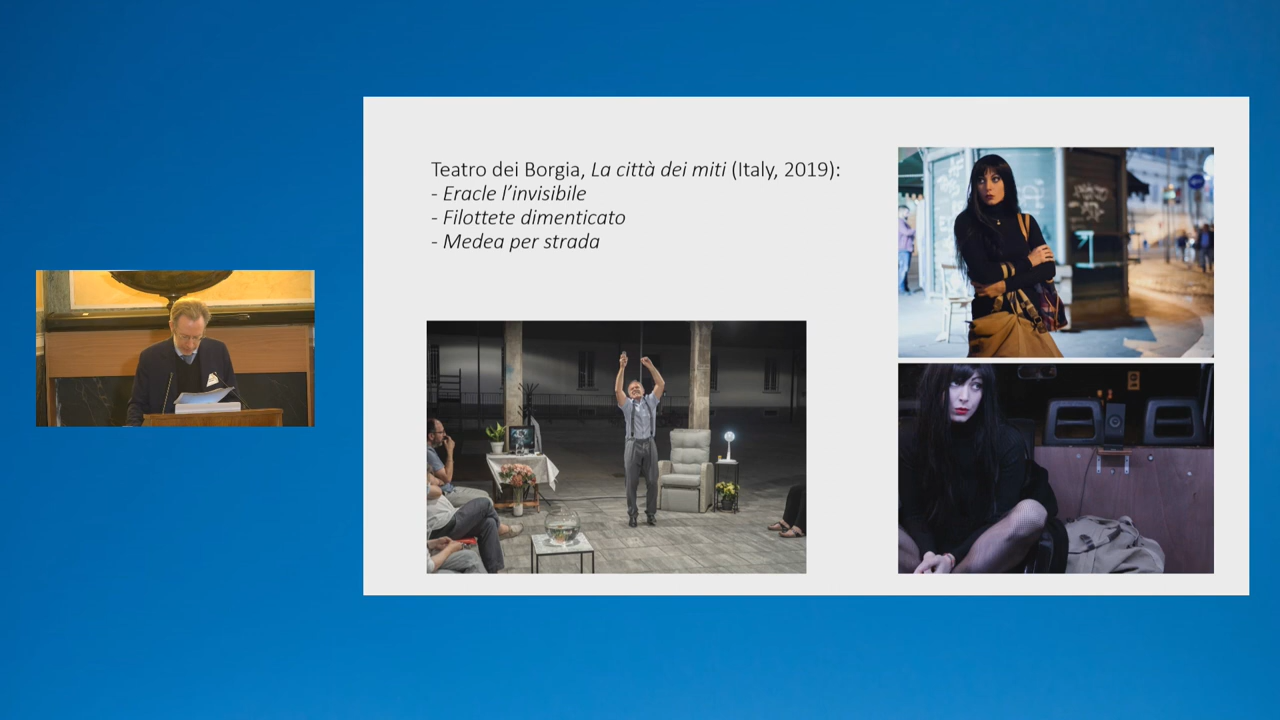 Teatro dei Borgia, La città dei miti (Italy, 2019):
- Eracle l’invisibile
- Filottete dimenticato
- Medea per strada